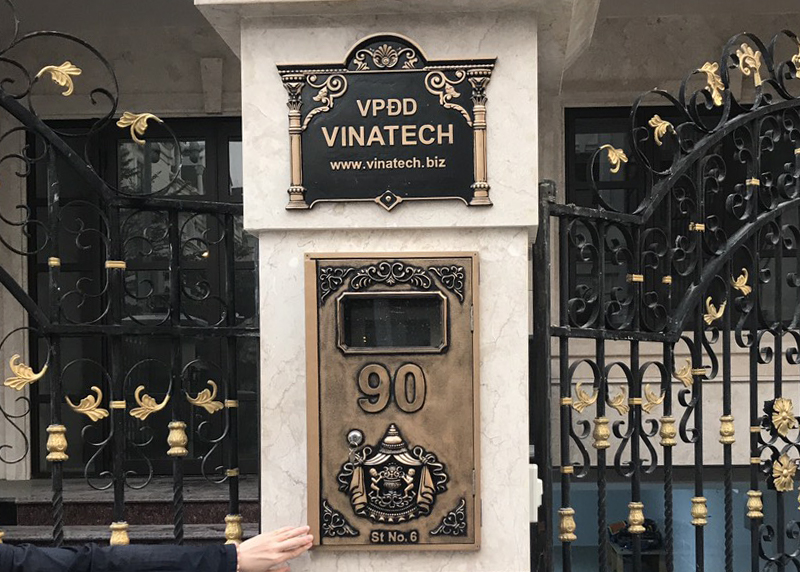 VPĐD
VINATECH
www.vinatech.biz
90
St No. 6